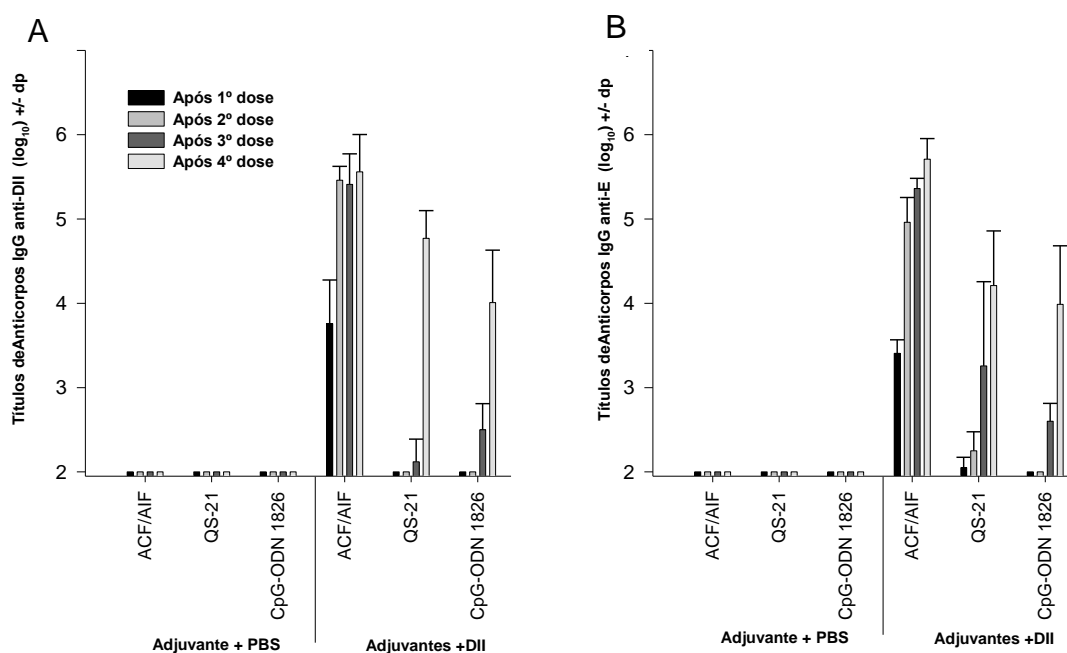 A
Títulos deAnticorpos IgG anti-DII (log10) +/- dp
6
5
4
3
2
Após 1º dose
Após 2º dose
Após 3º dose
Após 4º dose
ACF/AIF
QS-21
CpG-ODN 1826
ACF/AIF
QS-21
CpG-ODN 1826
Adjuvante + PBS
Adjuvantes +DII
B
Títulos deAnticorpos IgG anti-E (log10) +/- dp
6
5
4
3
2
ACF/AIF
QS-21
CpG-ODN 1826
ACF/AIF
QS-21
CpG-ODN 1826
Adjuvante + PBS
Adjuvantes +DII